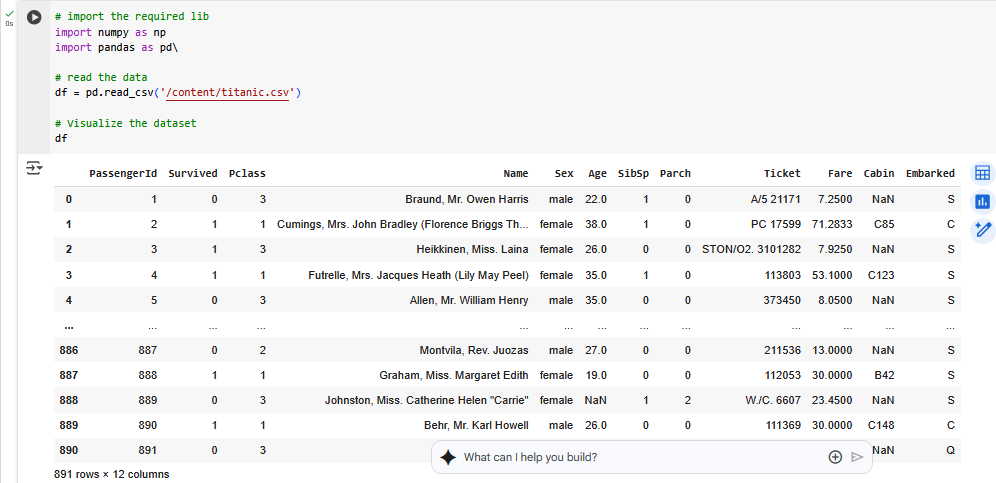 0s
# import the required lib
import numpy as np
import pandas as pd\
# read the data
df = pd.read_csv('/content/titanic.csv')
# Visualize the dataset
df
PassengerId Survived Pclass Name Sex Age SibSp Parch Ticket Fare Cabin Embarked
0 1 0 3 Braund, Mr. Owen Harris male 22.0 1 0 A/5 21171 7.2500 NaN S
1 2 1 1 Cumings, Mrs. John Bradley (Florence Briggs Th... female 38.0 1 0 PC 17599 71.2833 C85 C
2 3 1 3 Heikkinen, Miss. Laina female 26.0 0 0 STON/O2. 3101282 7.9250 NaN S
3 4 1 1 Futrelle, Mrs. Jacques Heath (Lily May Peel) female 35.0 1 0 113803 53.1000 C123 S
4 5 0 3 Allen, Mr. William Henry male 35.0 0 0 373450 8.0500 NaN S
... ... ... ... ... ... ... ... ... ... ... ... ...
886 887 0 2 Montvila, Rev. Juozas male 27.0 0 0 211536 13.0000 NaN S
887 888 1 1 Graham, Miss. Margaret Edith female 19.0 0 0 112053 30.0000 B42 S
888 889 0 3 Johnston, Miss. Catherine Helen "Carrie" female NaN 1 2 W./C. 6607 23.4500 NaN S
889 890 1 1 Behr, Mr. Karl Howell male 26.0 0 0 111369 30.0000 C148 C
890 891 0 3 NaN Q
What can I help you build?
891 rows × 12 columns